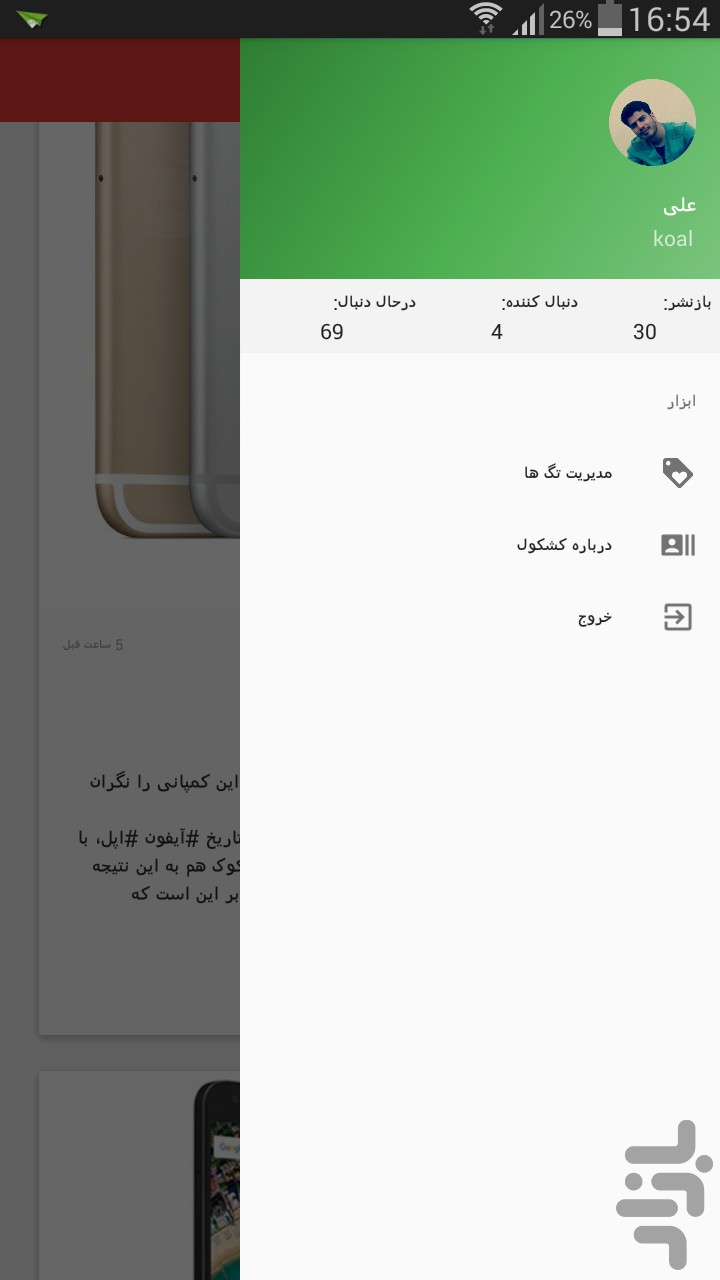 26% 16:54
علی
koal
بازنشر: دنبال کننده: درحال دنبال:
30 4 69
ابزار
مدیریت تگ ها
درباره کشکول
خروج
5 ساعت قبل
این کمپانی را نگران
تاریخ #آیفون #اپل، با
کوک هم به این نتیجه
بر این است که